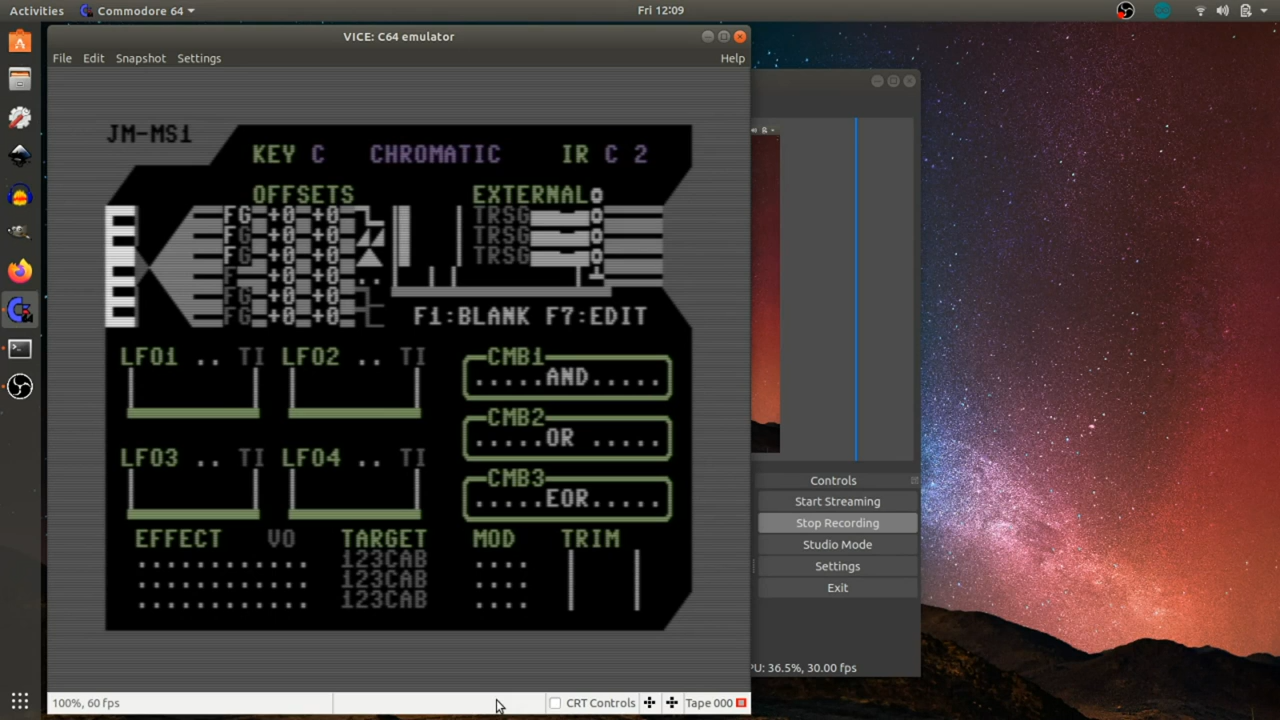 Activities Commodore 64 Fri 12:09
VICE: C64 emulator
File Edit Snapshot Settings Help
JM-MS1
KEY C CHROMATIC IR C 2
OFFSETS EXTERNAL
FG +0 +0 TRSG
FG +0 +0 TRSG
FG +0 +0 TRSG
F +0 +0 ..
FG +0 +0
FG +0 +0
F1:BLANK F7:EDIT
LFO1 .. TI LFO2 .. TI
CMB1
.....AND.....
CMB2
.....OR .....
LFO3 .. TI LFO4 .. TI
CMB3
.....EOR.....
EFFECT VO TARGET MOD TRIM
............. 123CAB ....
............. 123CAB ....
............. 123CAB ....
100%, 60 fps CRT Controls Tape 000
Controls
Start Streaming
Stop Recording
Studio Mode
Settings
Exit
PU: 36.5%, 30.00 fps